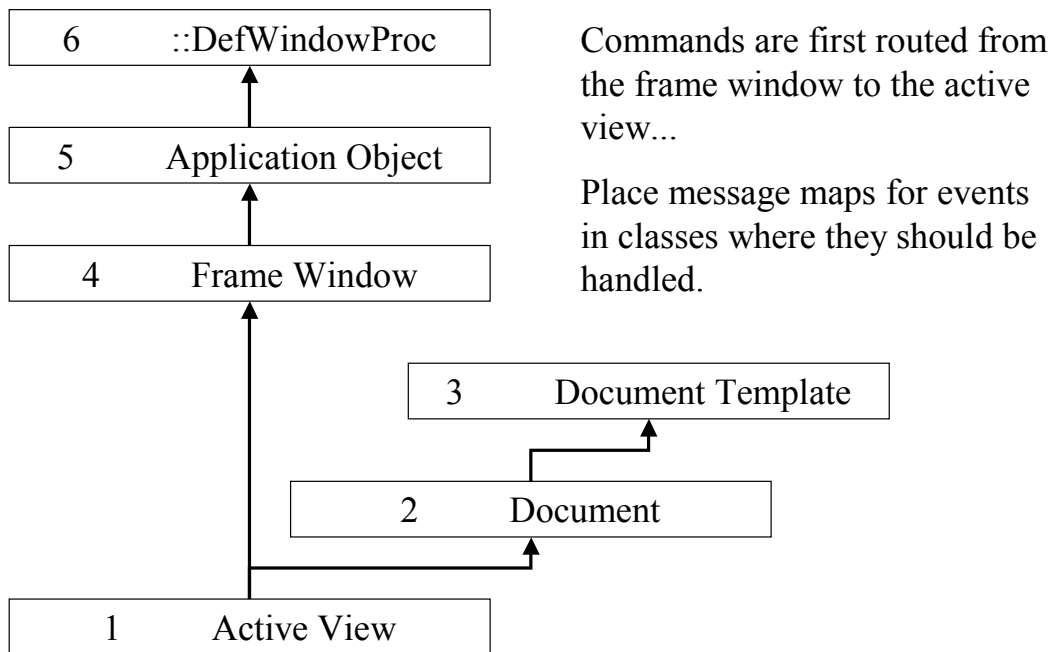 6 ::DefWindowProc
5 Application Object
4 Frame Window
3 Document Template
2 Document
1 Active View
Commands are first routed from
the frame window to the active
view...
Place message maps for events
in classes where they should be
handled.